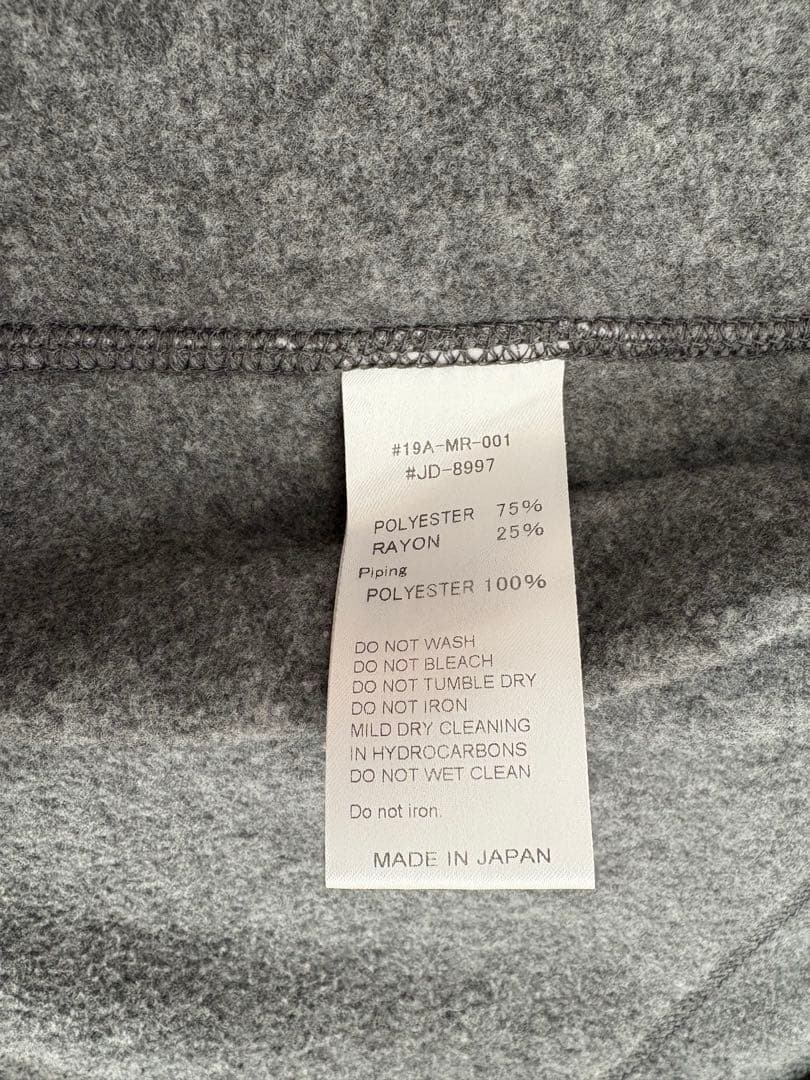 #19A-MR-001
#JD-8997
POLYESTER 75%
RAYON 25%
Piping
POLYESTER 100%
DO NOT WASH
DO NOT BLEACH
DO NOT TUMBLE DRY
DO NOT IRON
MILD DRY CLEANING
IN HYDROCARBONS
DO NOT WET CLEAN
Do not iron.
MADE IN JAPAN